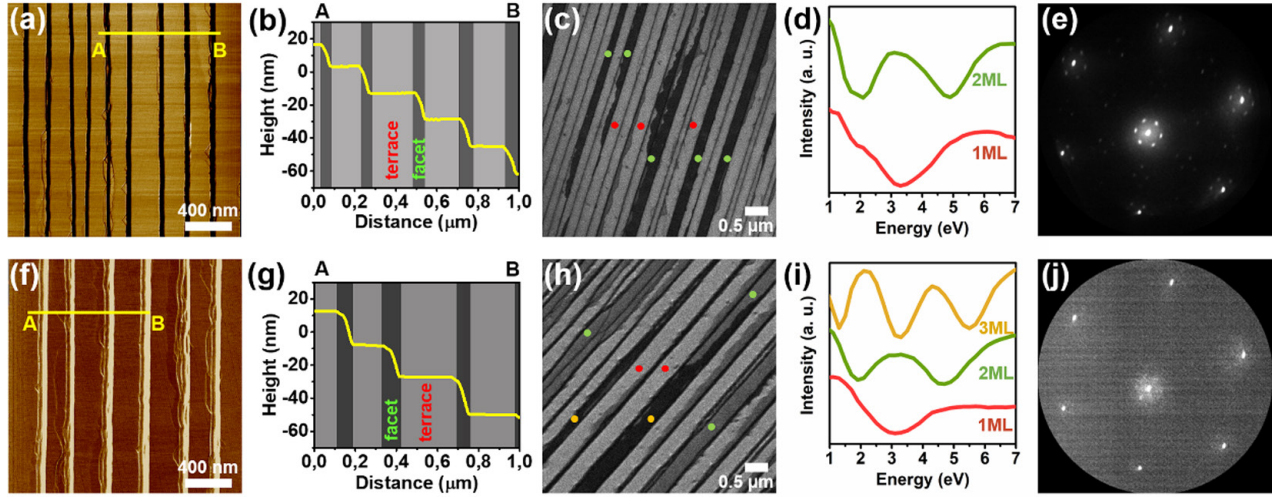 (a)
A
B
400 nm
(b)
A
B
20
0
-20
-40
-60
Height (nm)
terrace
facet
0,0
0,2
0,4
0,6
0,8
1,0
Distance (μm)
(c)
0.5 μm
(d)
Intensity (a. u.)
2ML
1ML
1
2
3
4
5
6
7
Energy (eV)
(e)
(f)
A
B
400 nm
(g)
A
B
20
0
-20
-40
-60
Height (nm)
facet
terrace
0,0
0,2
0,4
0,6
0,8
1,0
Distance (μm)
(h)
0.5 μm
(i)
Intensity (a. u.)
3ML
2ML
1ML
1
2
3
4
5
6
7
Energy (eV)
(j)